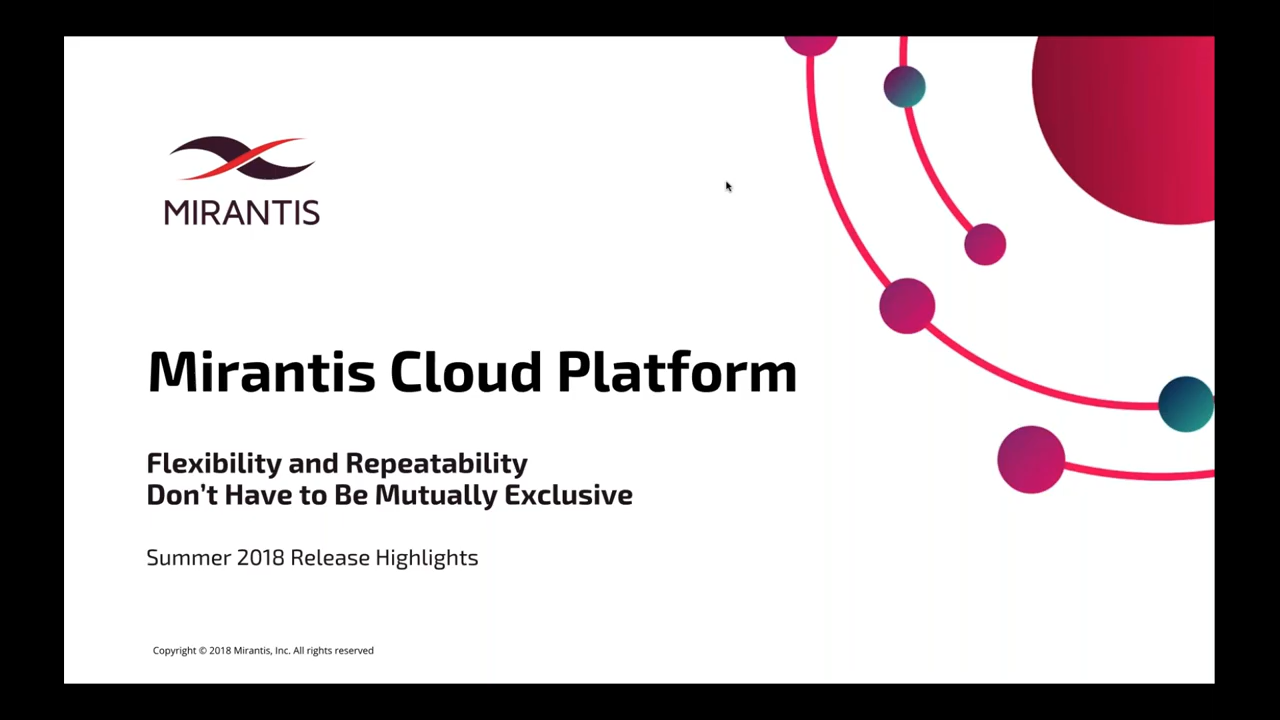 MIRANTIS
Mirantis Cloud Platform
Flexibility and Repeatability
Don’t Have to Be Mutually Exclusive
Summer 2018 Release Highlights
Copyright © 2018 Mirantis, Inc. All rights reserved